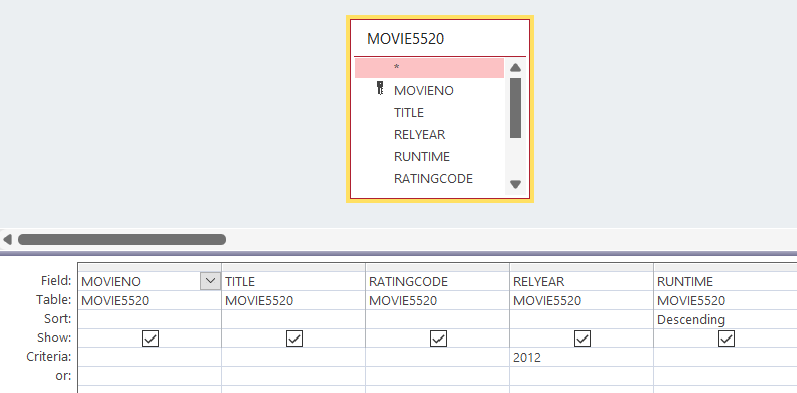 MOVIE5520
*
MOVIENO
TITLE
RELYEAR
RUNTIME
RATINGCODE
Field: MOVIENO TITLE RATINGCODE RELYEAR RUNTIME
Table: MOVIE5520 MOVIE5520 MOVIE5520 MOVIE5520 MOVIE5520
Sort: Descending
Show:
Criteria: 2012
or: